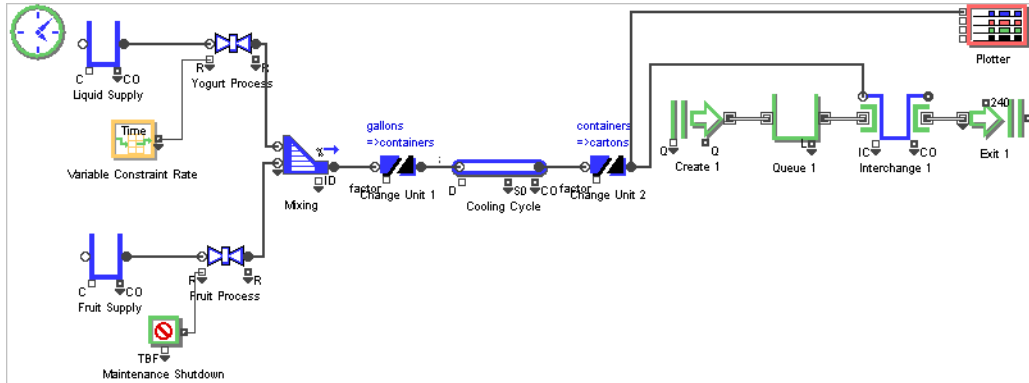 Plotter
C
CO
Liquid Supply
R
R
Yogurt Process
Time
Variable Constraint Rate
gallons
=>containers
containers
=>cartons
240
%
ID
Mixing
factor
Change Unit 1
D
SD
CO
Cooling Cycle
factor
Change Unit 2
Q
Q
Create 1
L
Queue 1
IC
CO
Interchange 1
Exit 1
C
CO
Fruit Supply
R
R
Fruit Process
TBF
Maintenance Shutdown